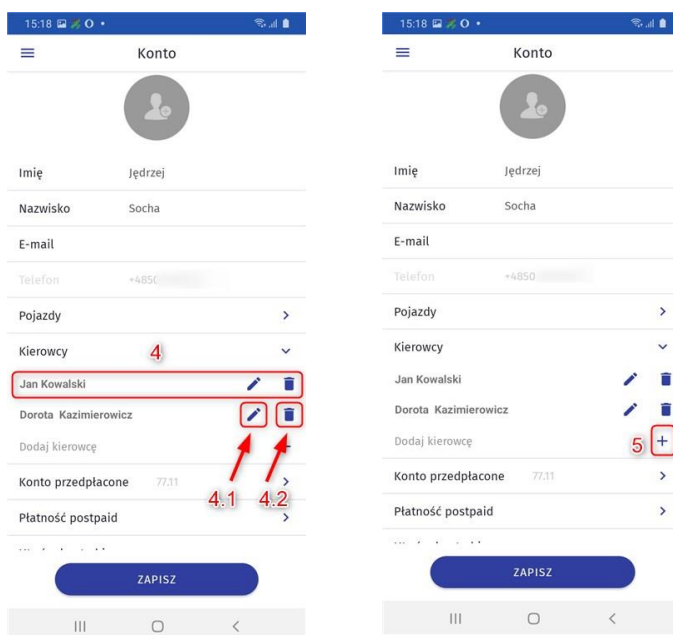 15:18
Konto
Imię Jędrzej
Nazwisko Socha
E-mail
Telefon +4850
Pojazdy
Kierowcy 4
Jan Kowalski
Dorota Kazimierowicz
Dodaj kierowcę
4.1 4.2
Konto przedpłacone 77.11
Płatność postpaid
ZAPISZ
15:18
Konto
Imię Jędrzej
Nazwisko Socha
E-mail
Telefon +4850
Pojazdy
Kierowcy
Jan Kowalski
Dorota Kazimierowicz
Dodaj kierowcę 5 +
Konto przedpłacone 77.11
Płatność postpaid
ZAPISZ